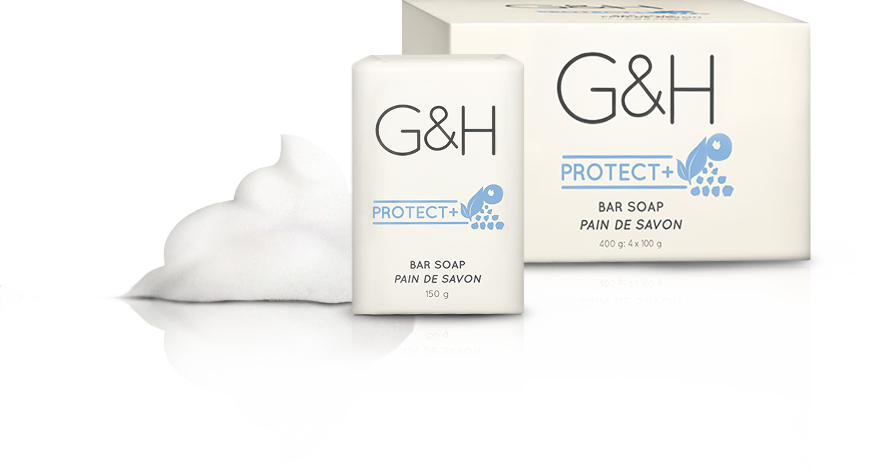 G&H
G&H
PROTECT+
BAR SOAP
PAIN DE SAVON
150 g
G&H
PROTECT+
BAR SOAP
PAIN DE SAVON
400 g: 4 x 100 g